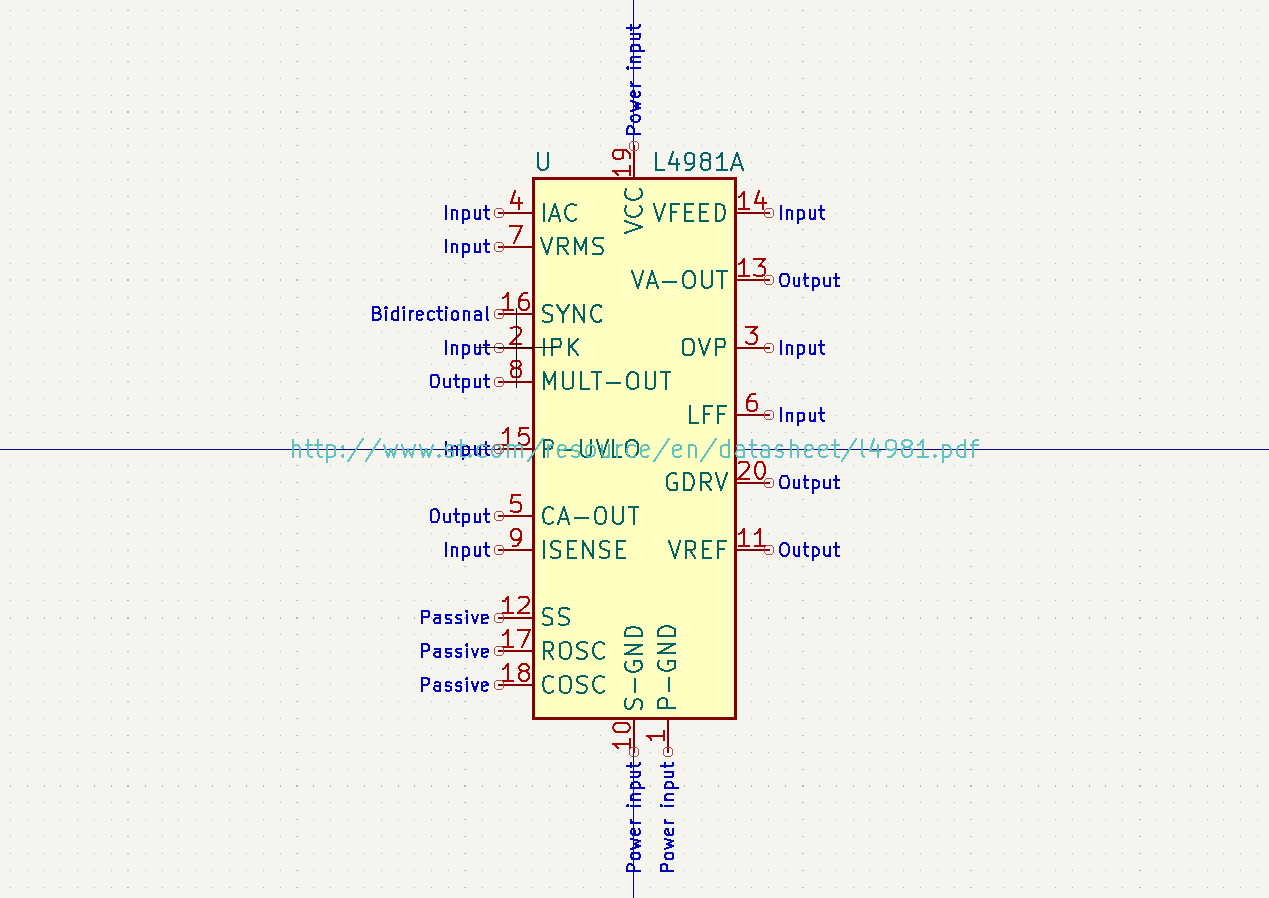 Power input
19
U L4981A
VCC
Input 4 IAC VFEED 14 Input
Input 7 VRMS
VA-OUT 13 Output
Bidirectional 16 SYNC
Input 2 IPK OVP 3 Input
Output 8 MULT-OUT
LFF 6 Input
Input 15 P-UVLO
http://www.st.com/resource/en/datasheet/l4981.pdf
GDRV 20 Output
Output 5 CA-OUT
Input 9 ISENSE VREF 11 Output
Passive 12 SS
Passive 17 ROSC
Passive 18 COSC
S-GND P-GND
10 1
Power input Power input